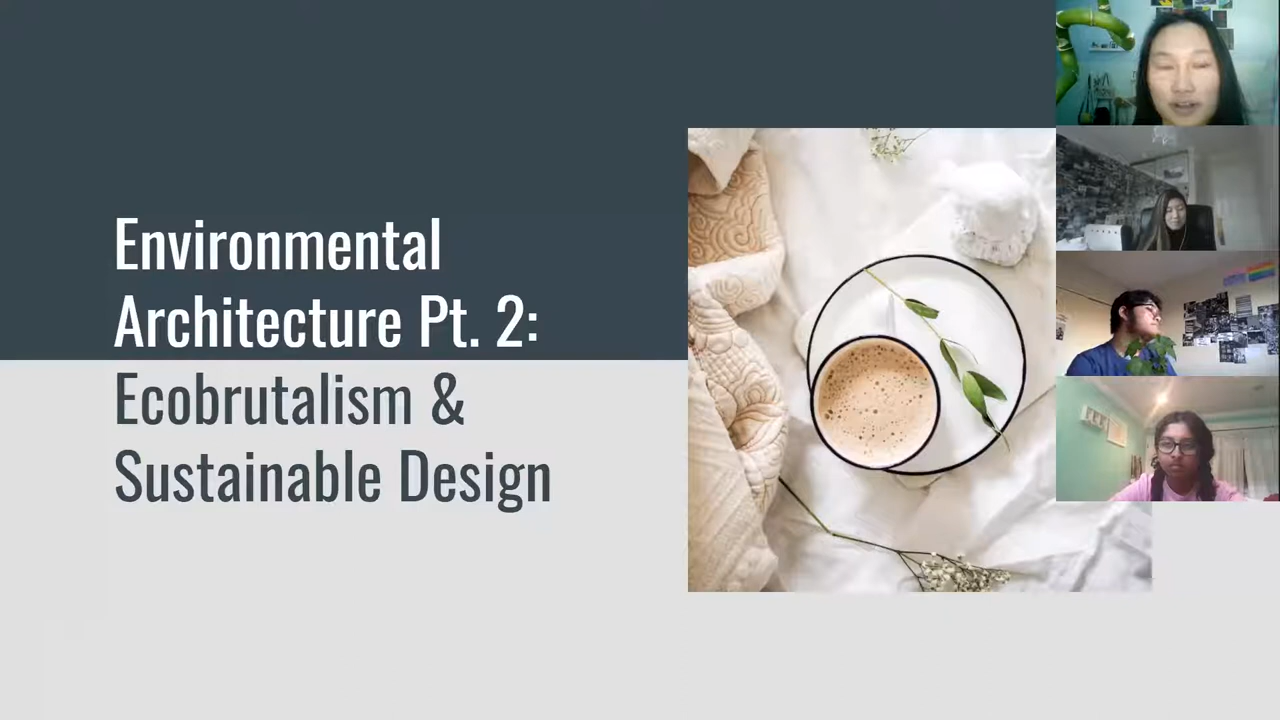 Environmental
Architecture Pt. 2:
Ecobrutalism &
Sustainable Design